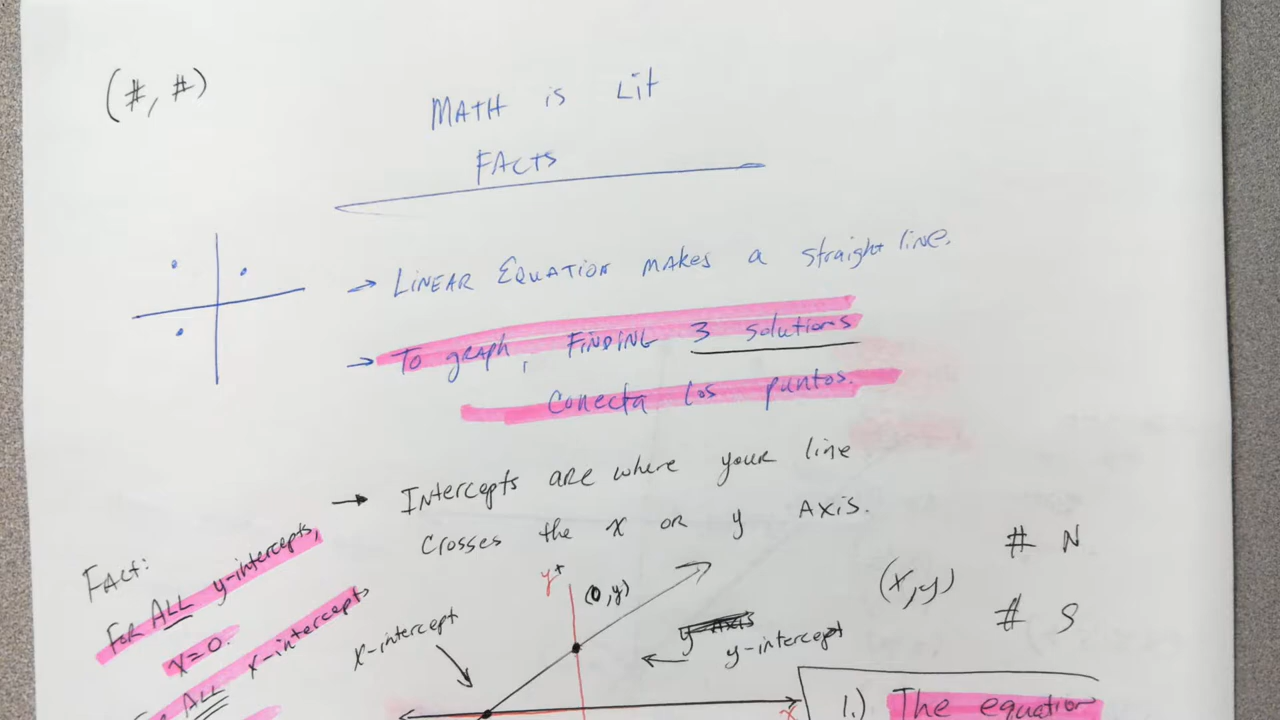 (#, #)
MATH is Lit
FACTS
→ LINEAR EQUATION MAKES a straight line.
→ To graph, FINDING 3 solutions
Conecta los puntos.
→ Intercepts are where your line
crosses the x or y Axis.
# N
(x,y)
# S
FACT:
FOR ALL y-intercepts,
x=0.
FOR ALL x-intercepts
y+
(0,y)
x-intercept
y Axis
y-intercept
x
1.) The equation